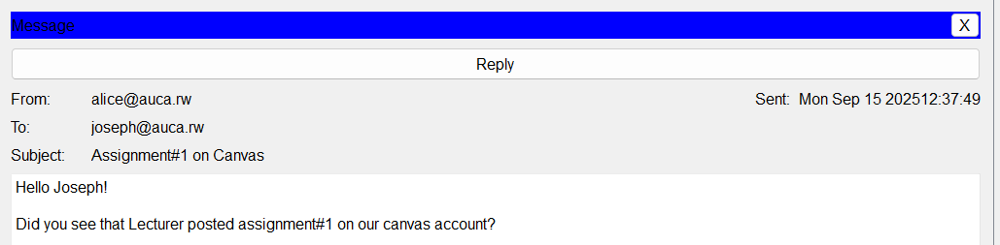 Message
X
Reply
From: alice@auca.rw Sent: Mon Sep 15 202512:37:49
To: joseph@auca.rw
Subject: Assignment#1 on Canvas
Hello Joseph!
Did you see that Lecturer posted assignment#1 on our canvas account?